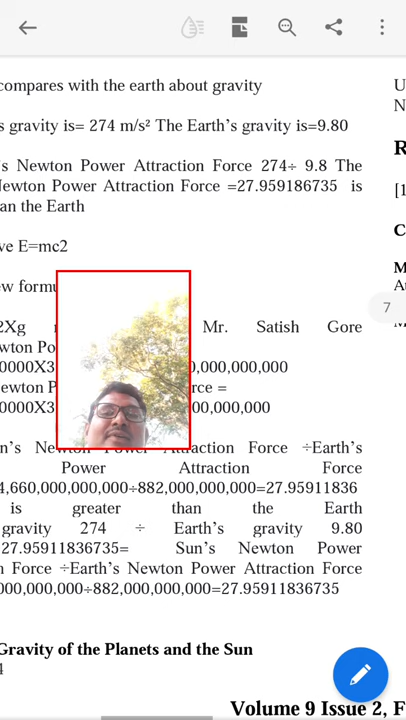 compares with the earth about gravity
s gravity is= 274 m/s² The Earth's gravity is=9.80
's Newton Power Attraction Force 274÷ 9.8 The
Newton Power Attraction Force =27.959186735 is
an the Earth
ve E=mc2
ew formu
2Xg Mr. Satish Gore
wton Po
0000X3 0,000,000,000
ewton P rce =
0000X3 00,000,000
n's Newton Power Attraction Force ÷Earth's
Power Attraction Force
4,660,000,000,000÷882,000,000,000=27.95911836
is greater than the Earth
gravity 274 ÷ Earth's gravity 9.80
27.95911836735= Sun's Newton Power
n Force ÷Earth's Newton Power Attraction Force
000,000,000÷882,000,000,000=27.95911836735
Gravity of the Planets and the Sun
4
Volume 9 Issue 2, F
U
N
R
[1
C
M
A
7